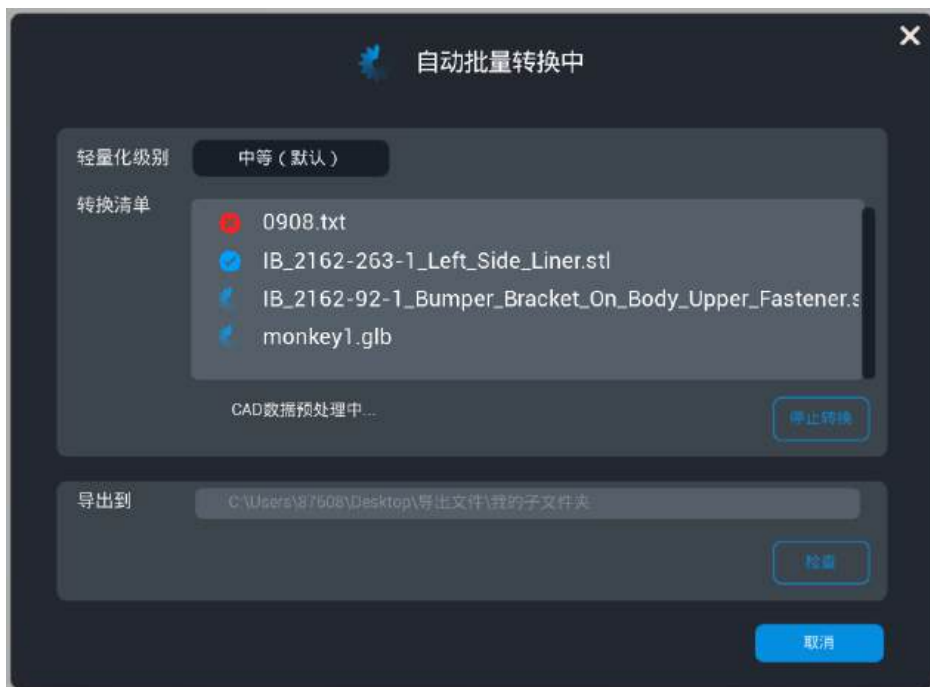 自动批量转换中
轻量化级别
中等（默认）
转换清单
0908.txt
IB_2162-263-1_Left_Side_Liner.stl
IB_2162-92-1_Bumper_Bracket_On_Body_Upper_Fastener.s
monkey1.glb
CAD数据预处理中...
停止转换
导出到
C:\Users\87608\Desktop\导出文件\我的子文件夹
检查
取消